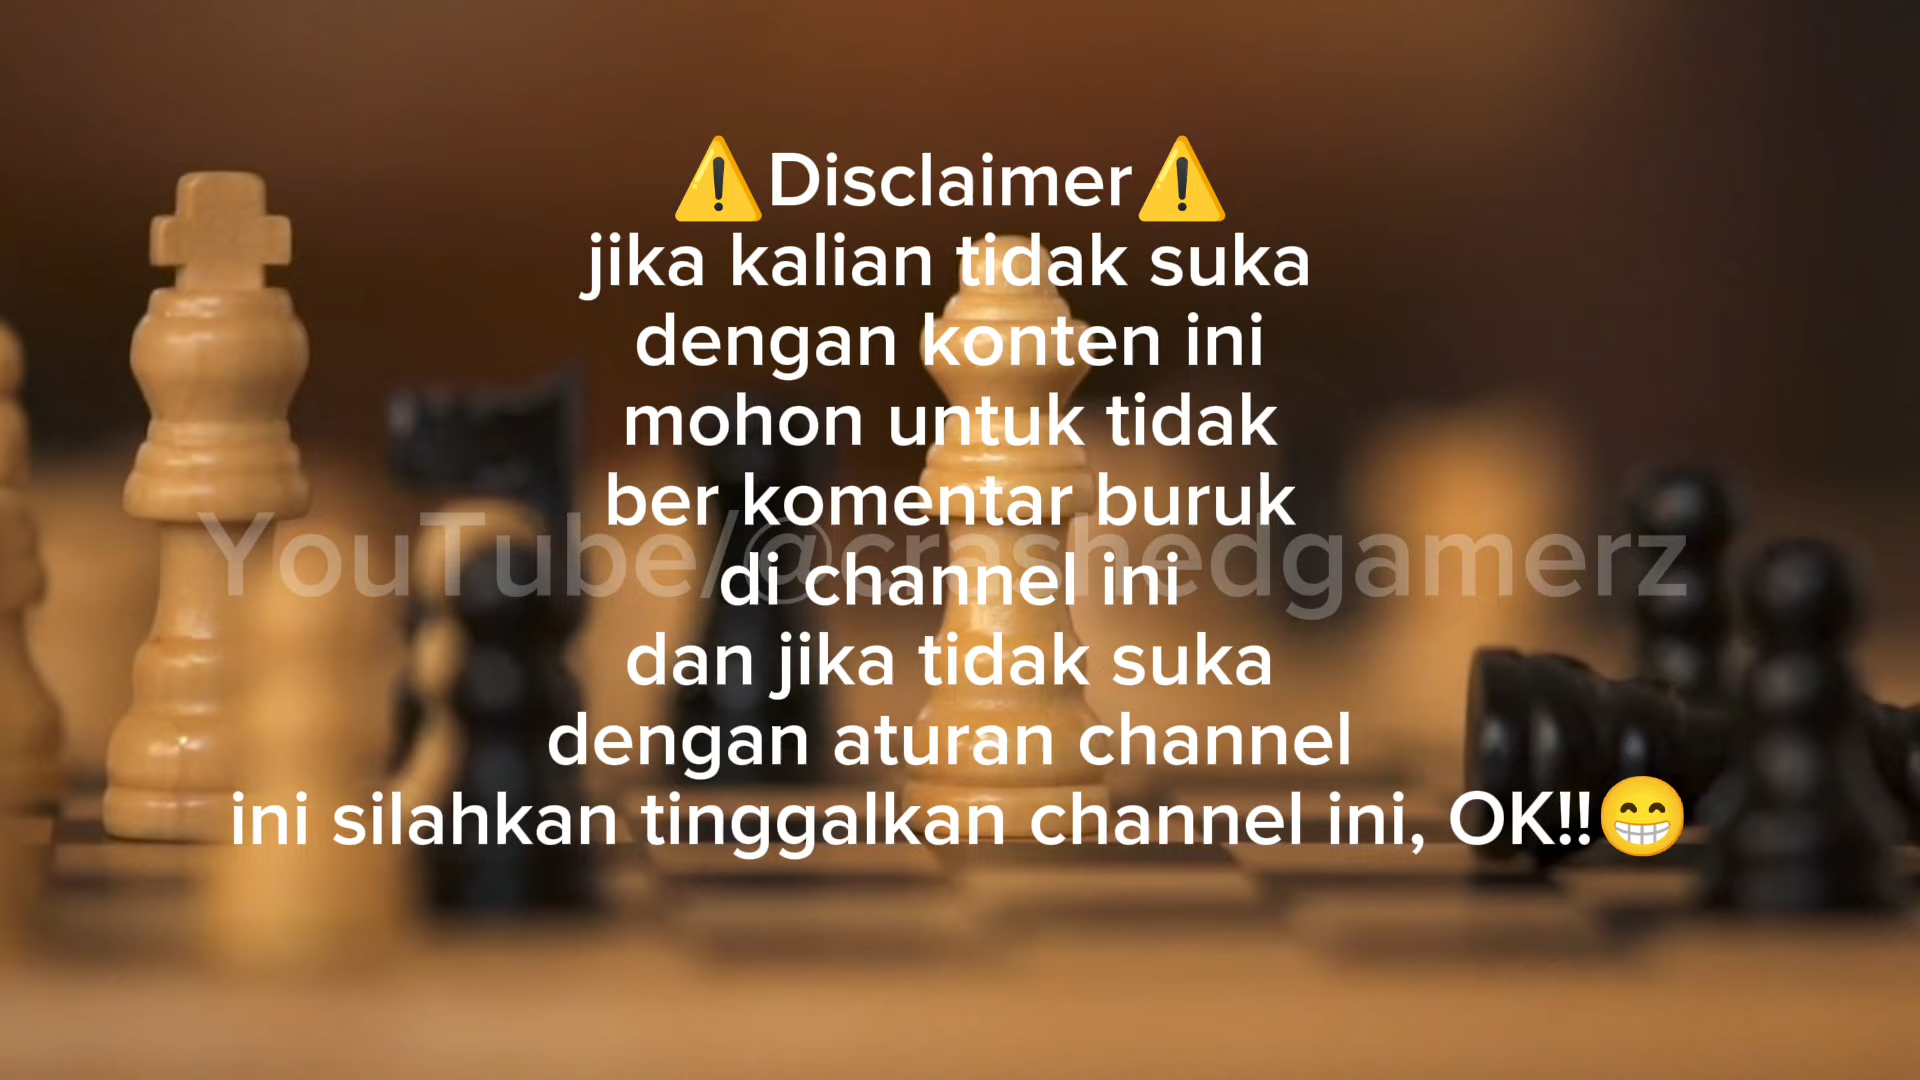 ⚠️Disclaimer⚠️
jika kalian tidak suka
dengan konten ini
mohon untuk tidak
ber komentar buruk
YouTube/@crashedgamerz
di channel ini
dan jika tidak suka
dengan aturan channel
ini silahkan tinggalkan channel ini, OK!!😁